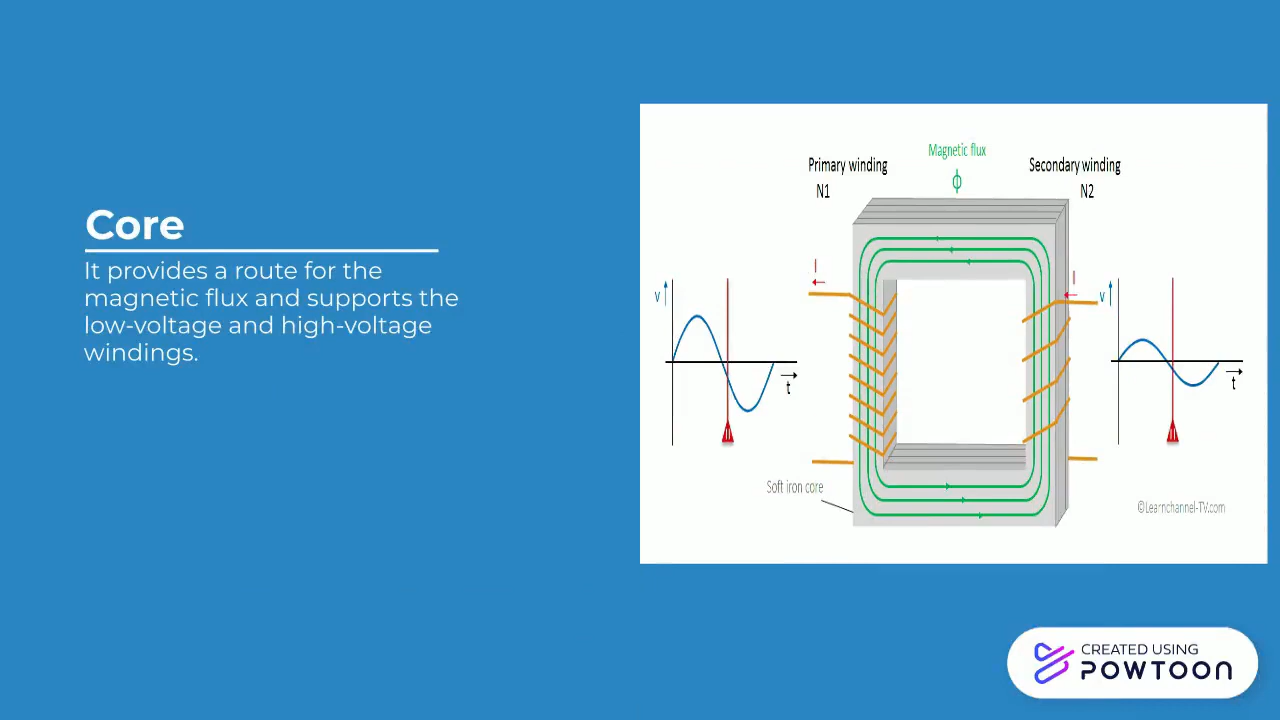 Core
It provides a route for the
magnetic flux and supports the
low-voltage and high-voltage
windings.
Magnetic flux
ϕ
Primary winding
N1
Secondary winding
N2
I
I
V
t
V
t
Soft iron core
©Learnchannel-TV.com
CREATED USING
POWTOON